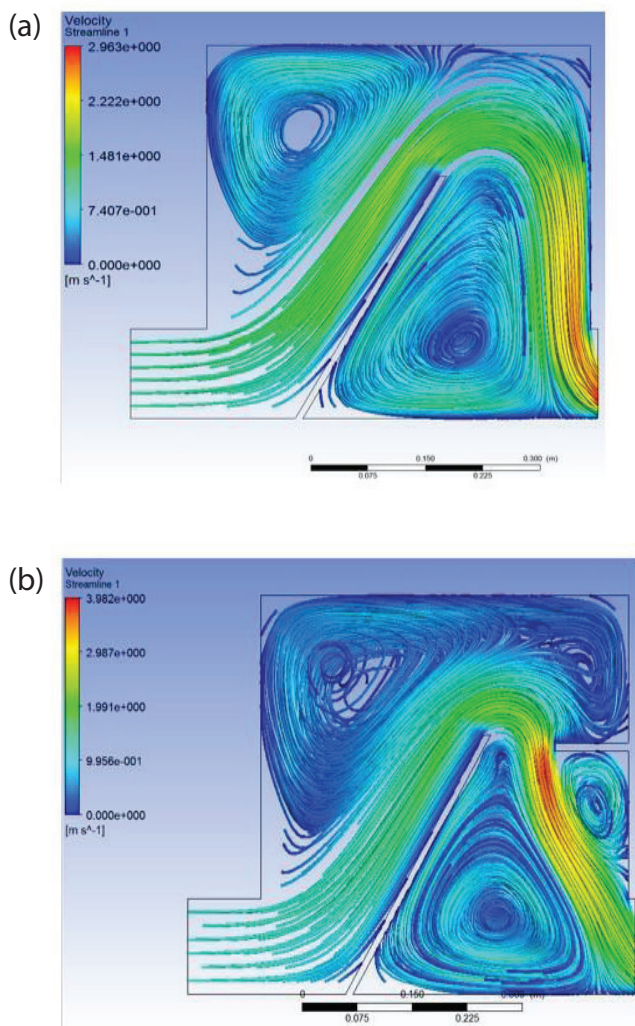 (a)
Velocity
Streamline 1
2.963e+000
2.222e+000
1.481e+000
7.407e-001
0.000e+000
[m s^-1]
0 0.150 0.300 (m)
0.075 0.225
(b)
Velocity
Streamline 1
3.982e+000
2.987e+000
1.991e+000
9.956e-001
0.000e+000
[m s^-1]
0 0.150
0.075 0.225